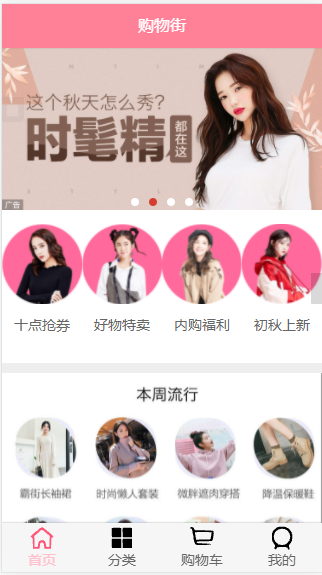 购物街
这个秋天怎么秀?
时髦精
都在这
广告
十点抢券 好物特卖 内购福利 初秋上新
本周流行
霸街长袖裙 时尚懒人套装 微胖遮肉穿搭 降温保暖鞋
首页 分类 购物车 我的